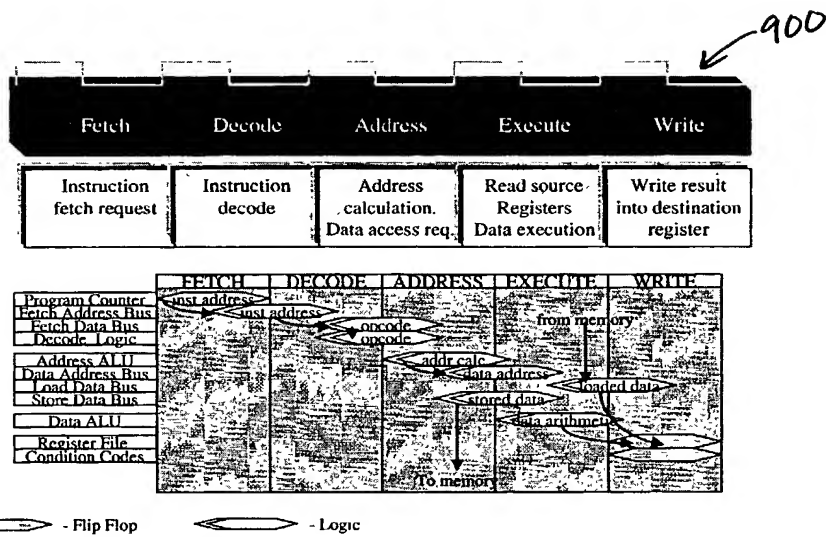 900
Fetch Decode Address Execute Write
Instruction fetch request
Instruction decode
Address calculation. Data access req.
Read source Registers Data execution
Write result into destination register
FETCH DECODE ADDRESS EXECUTE WRITE
Program Counter inst address
Fetch Address Bus inst address
Fetch Data Bus opcode
Decode Logic opcode
from memory
Address ALU addr calc
Data Address Bus data address
Load Data Bus loaded data
Store Data Bus stored data
Data ALU data arithmetic
Register File
Condition Codes
To memory
- Flip Flop - Logic